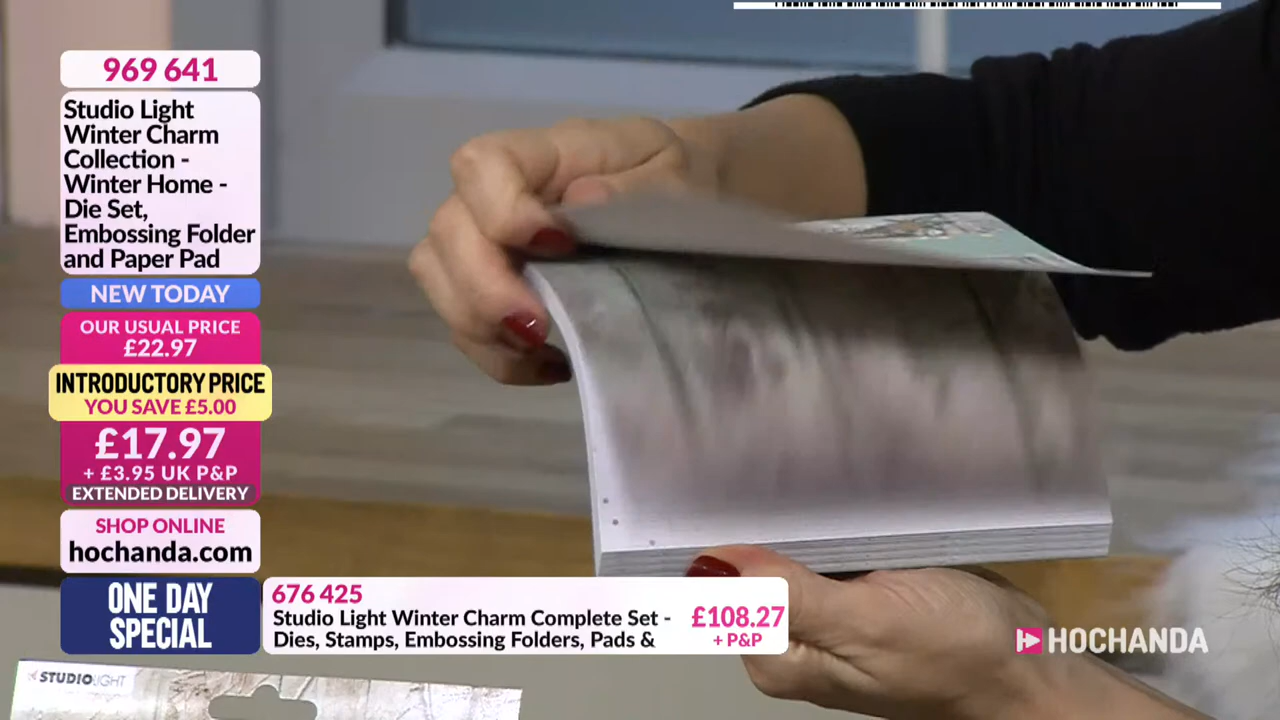 969 641
Studio Light
Winter Charm
Collection -
Winter Home -
Die Set,
Embossing Folder
and Paper Pad
NEW TODAY
OUR USUAL PRICE
£22.97
INTRODUCTORY PRICE
YOU SAVE £5.00
£17.97
+ £3.95 UK P&P
EXTENDED DELIVERY
SHOP ONLINE
hochanda.com
ONE DAY
SPECIAL
676 425
Studio Light Winter Charm Complete Set -
Dies, Stamps, Embossing Folders, Pads &
£108.27
+ P&P
HOCHANDA
STUDIOLIGHT